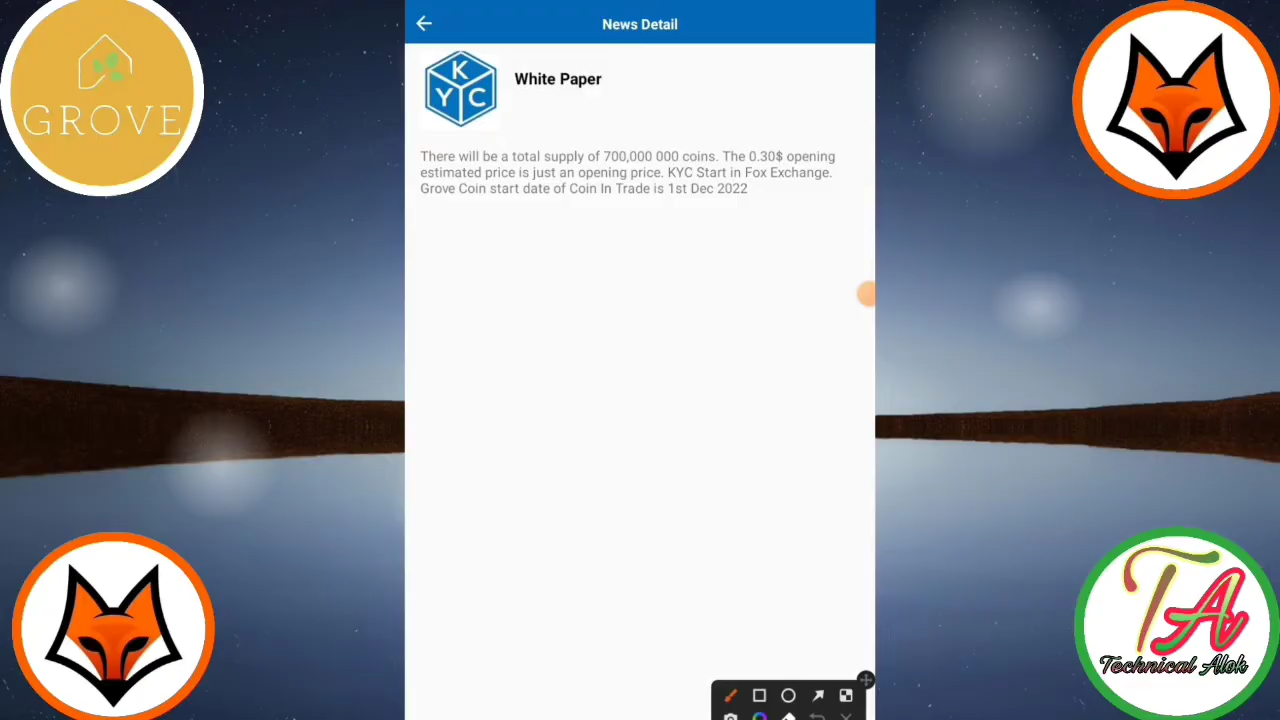 GROVE
News Detail
K
Y C
White Paper
There will be a total supply of 700,000 000 coins. The 0.30$ opening
estimated price is just an opening price. KYC Start in Fox Exchange.
Grove Coin start date of Coin In Trade is 1st Dec 2022
TA
Technical Alok